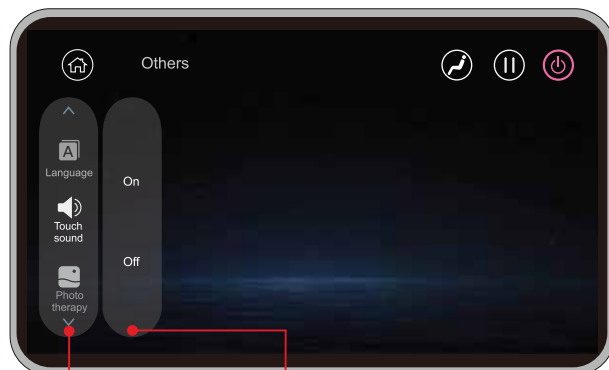 Others
A
Language
Touch
sound
Photo
therapy
On
Off